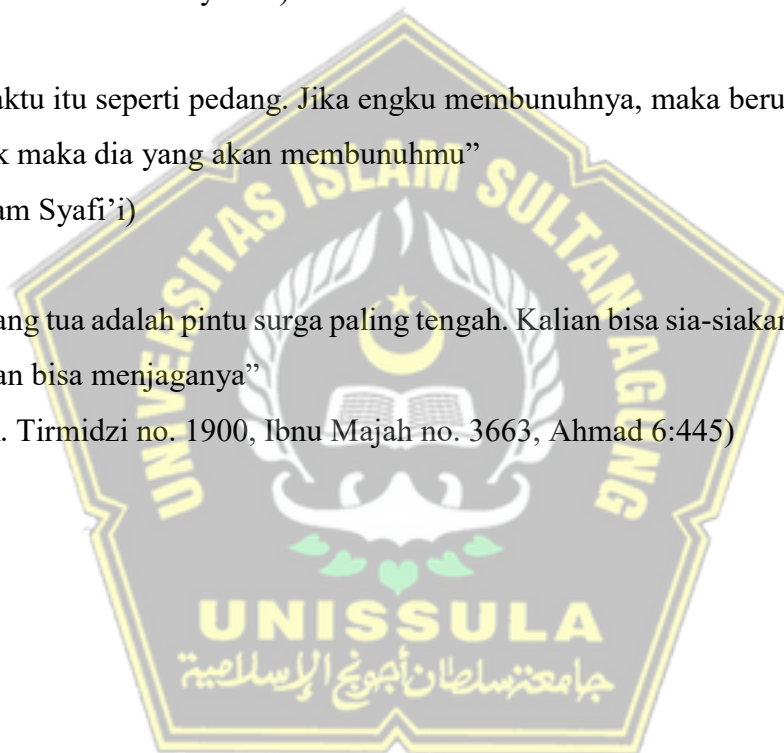 aktu itu seperti pedang. Jika engku membunuhnya, maka beru
k maka dia yang akan membunuhmu”
am Syafi’i)
ang tua adalah pintu surga paling tengah. Kalian bisa sia-siakan
an bisa menjaganya”
. Tirmidzi no. 1900, Ibnu Majah no. 3663, Ahmad 6:445)
UNIVERSITAS ISLAM SULTAN AGUNG
UNISSULA
جامعة سلطان أجونج الإسلامية